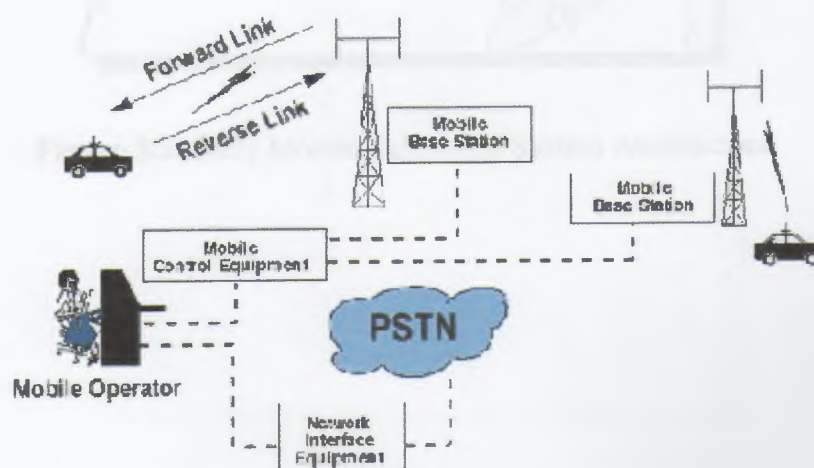 Forward Link
Reverse Link
Mobile
Base Station
Mobile
Base Station
Mobile
Control Equipment
PSTN
Mobile Operator
Network
Interface
Equipment